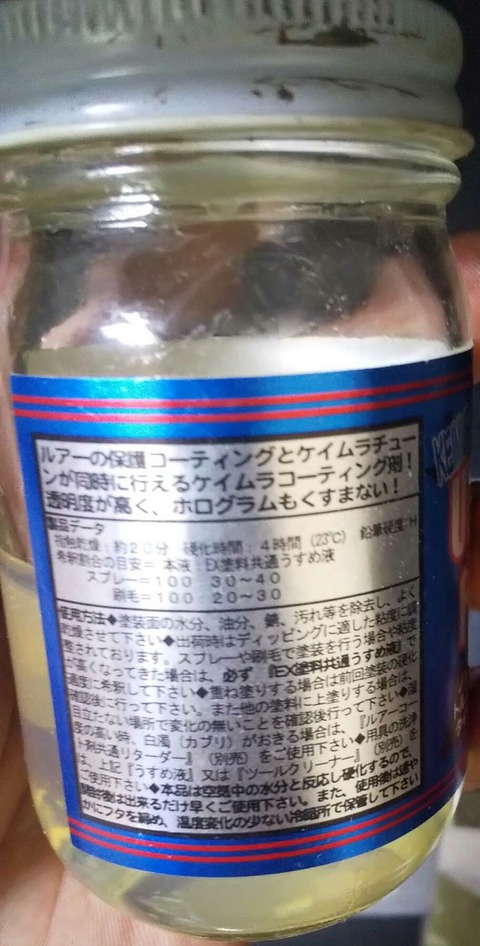 ルアーの保護コーティングとケイムラチュー
ンが同時に行えるケイムラコーティング剤!
透明度が高く、ホログラムもくすまない!
製品データ
指触乾燥:約20分 硬化時間:4時間(23℃) 鉛筆硬度:H
希釈割合の目安= 本液:EX塗料共通うすめ液
スプレー=100:30~40
刷毛=100:20~30
使用方法◆塗装面の水分、油分、錆、汚れ等を除去し、よく
乾燥させて下さい◆出荷時はディッピングに適した粘度に調
整されております。スプレーや刷毛で塗装を行う場合や粘度
が高くなってきた場合は、必ず『EX塗料共通うすめ液』で
適度に希釈して下さい◆重ね塗りする場合は前回塗装の硬化
確認後に行って下さい。また他の塗料に上塗りする場合は、
目立たない場所で変化の無いことを確認後行って下さい◆湿
度の高い時、白濁(カブリ)がおきる場合は、『ルアーコー
ト剤共通リターダー』(別売)をご使用下さい◆用具の洗浄
は、上記『うすめ液』又は『ツールクリーナー』(別売)を
ご使用下さい◆本品は空気中の水分と反応し硬化するので、
開封後は出来るだけ早くご使用下さい。また、使用後は速や
かにフタを締め、温度変化の少ない冷暗所で保管して下さい